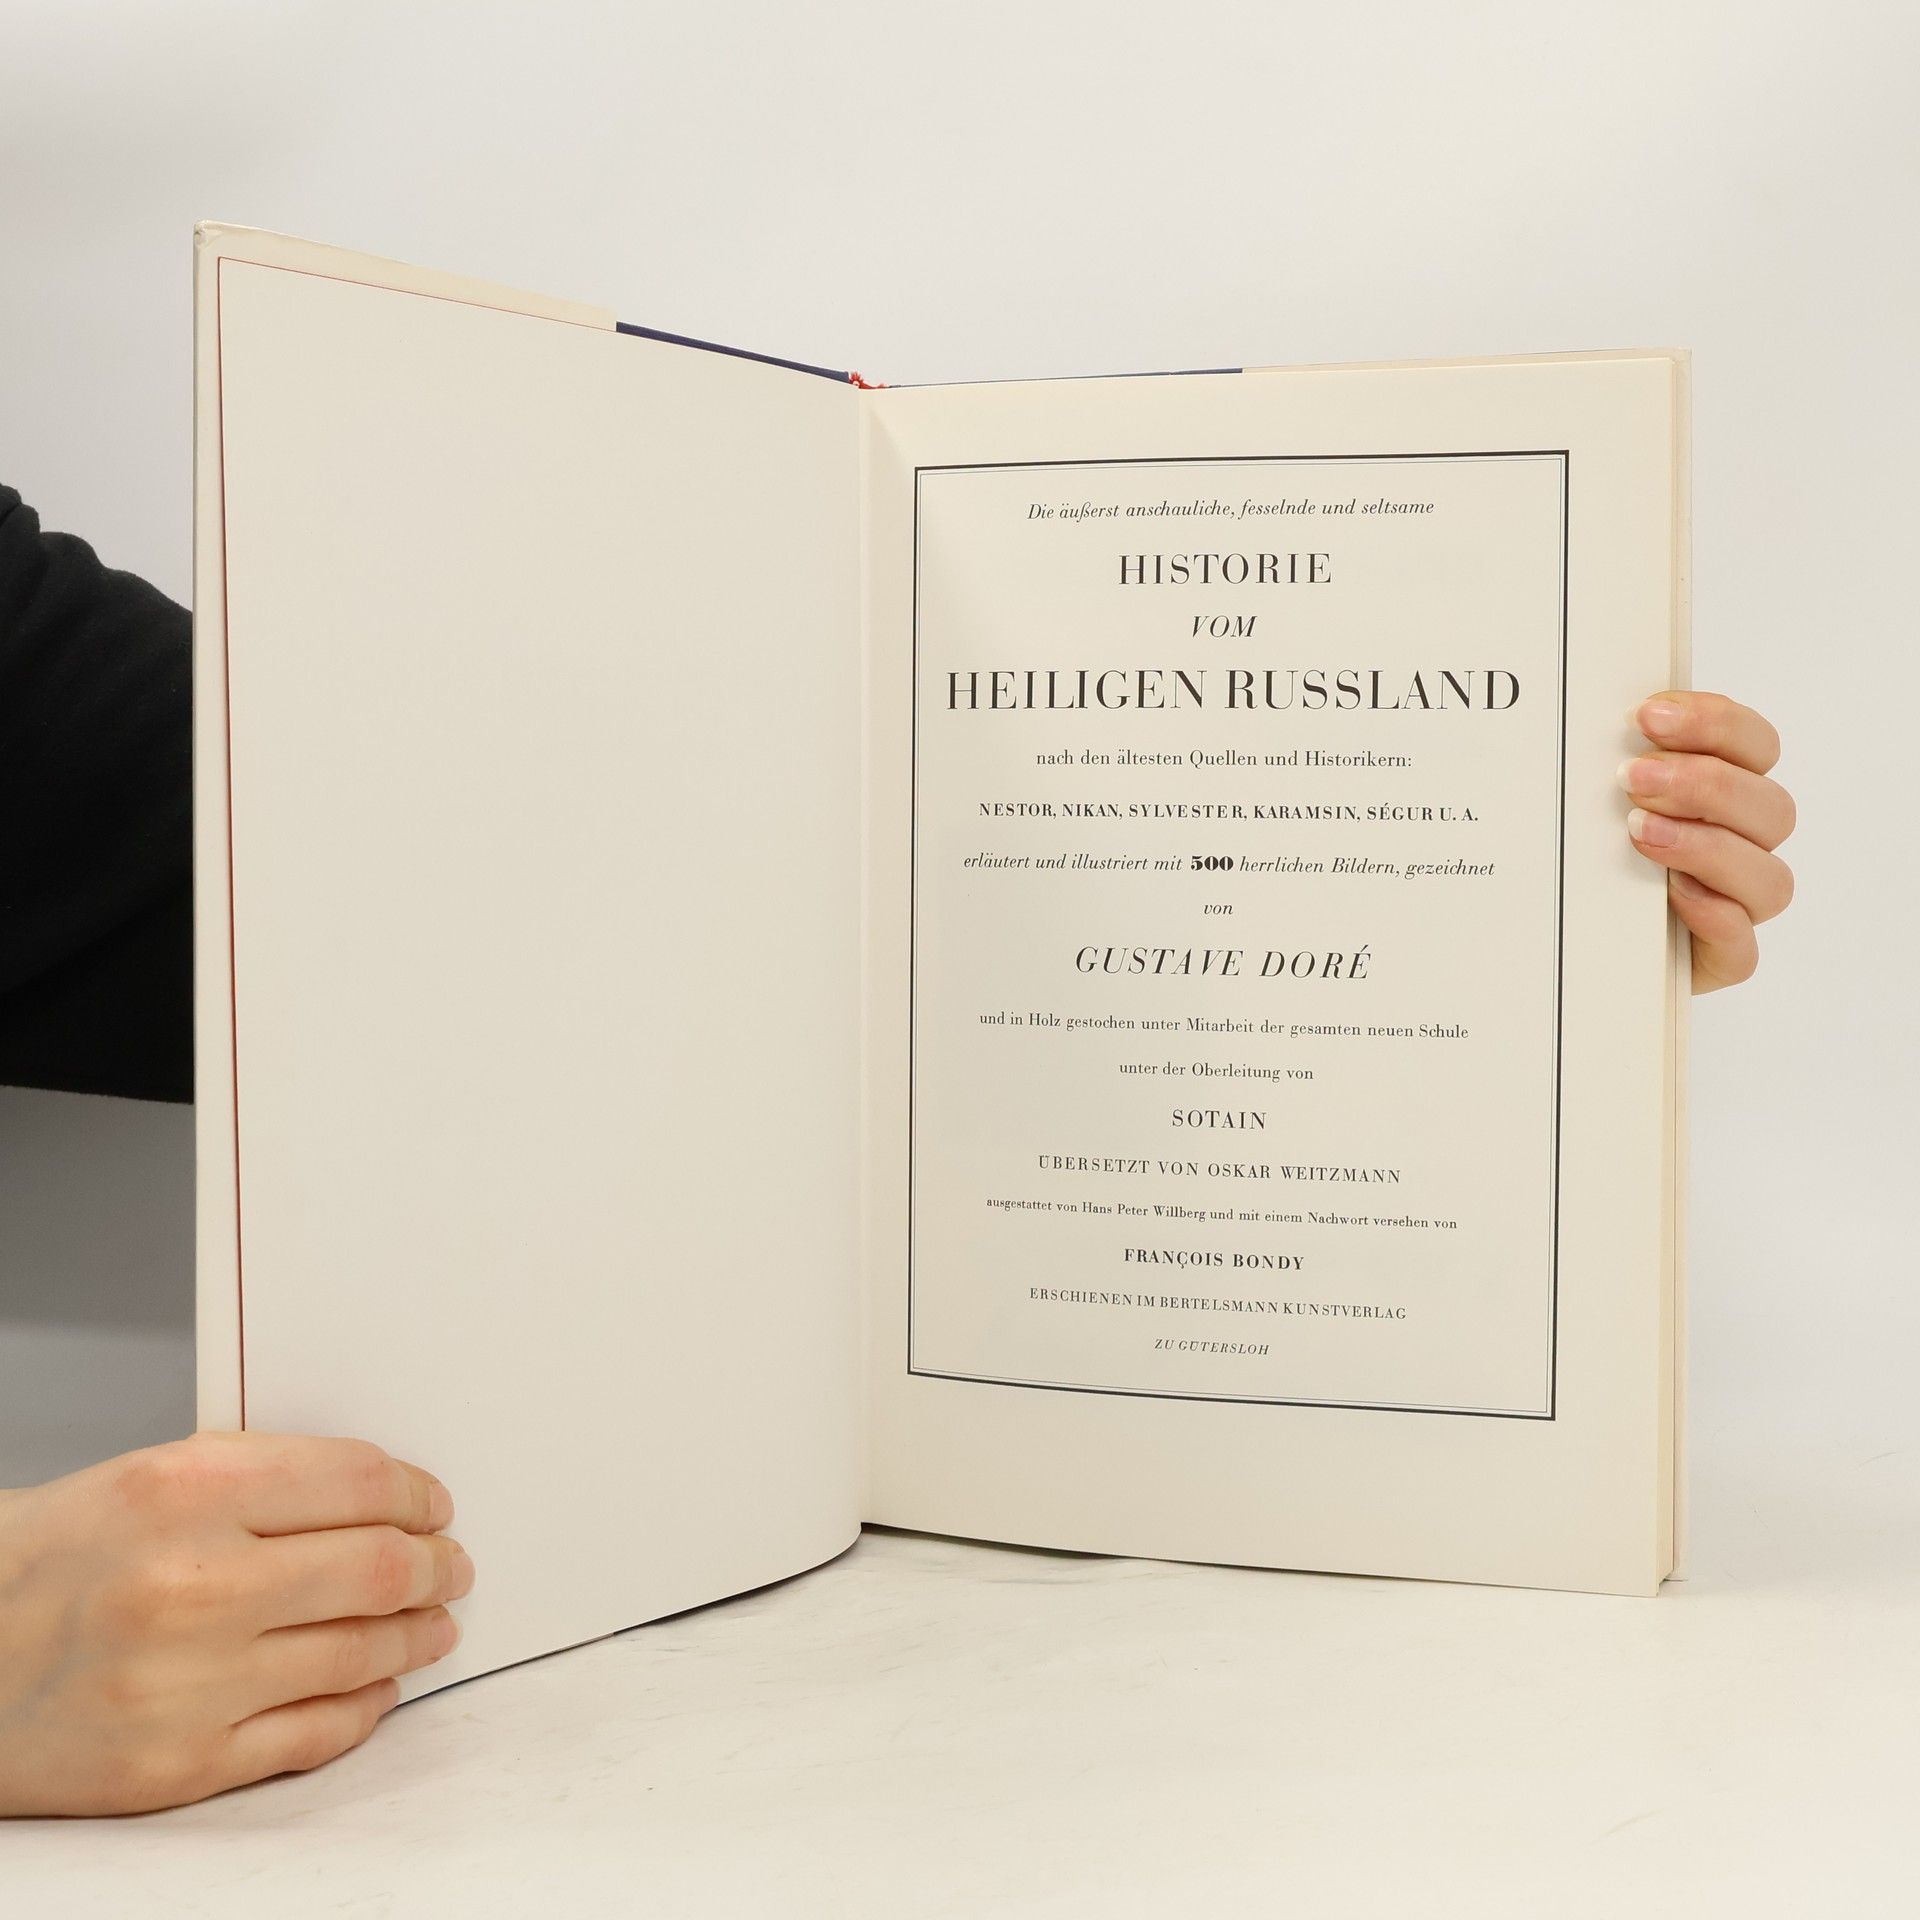 Die äußerst anschauliche, fesselnde und seltsame
HISTORIE
VOM
HEILIGEN RUSSLAND
nach den ältesten Quellen und Historikern:
NESTOR, NIKAN, SYLVESTER, KARAMSIN, SÉGUR U. A.
erläutert und illustriert mit 500 herrlichen Bildern, gezeichnet
von
GUSTAVE DORÉ
und in Holz gestochen unter Mitarbeit der gesamten neuen Schule
unter der Oberleitung von
SOTAIN
ÜBERSETZT VON OSKAR WEITZMANN
ausgestattet von Hans Peter Willberg und mit einem Nachwort versehen von
FRANÇOIS BONDY
ERSCHIENEN IM BERTELSMANN KUNSTVERLAG
ZU GÜTERSLOH